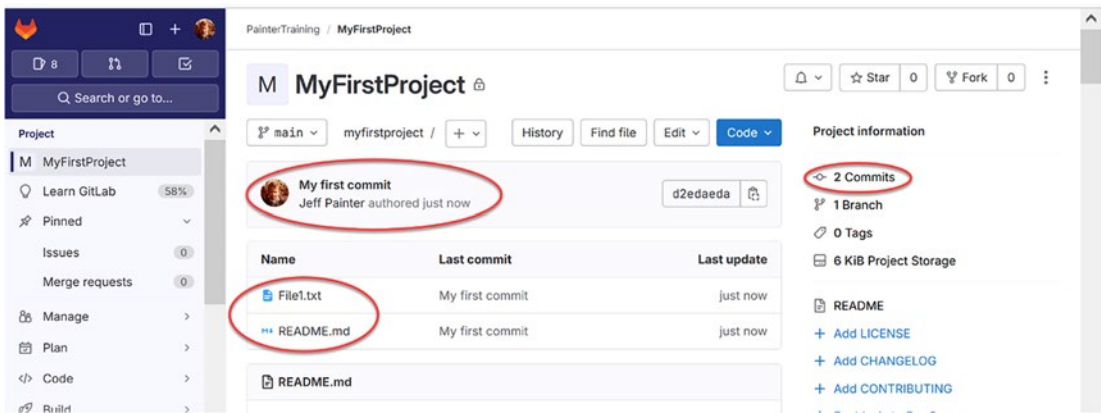 PainterTraining / MyFirstProject
8
Search or go to...
Project
M MyFirstProject
Learn GitLab 58%
Pinned
Issues 0
Merge requests 0
Manage
Plan
Code
Build
M MyFirstProject
Star 0 Fork 0
main myfirstproject / + History Find file Edit Code
My first commit
Jeff Painter authored just now
d2edaeda
Name Last commit Last update
File1.txt My first commit just now
README.md My first commit just now
README.md
Project information
2 Commits
1 Branch
0 Tags
6 KiB Project Storage
README
+ Add LICENSE
+ Add CHANGELOG
+ Add CONTRIBUTING